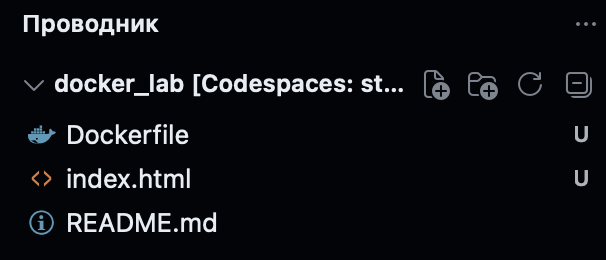 Проводник
docker_lab [Codespaces: st...
Dockerfile U
index.html U
README.md